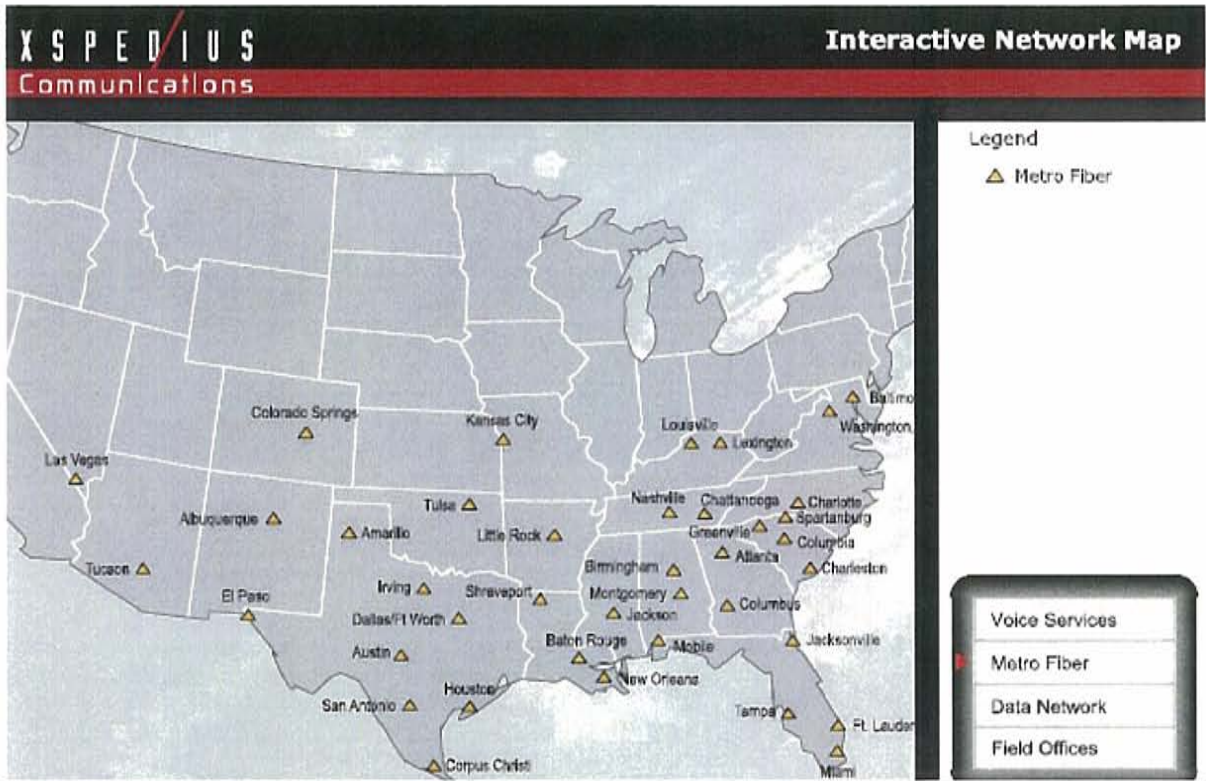 XSPEDIUS
Communications
Interactive Network Map
Legend
Metro Fiber
Colorado Springs
Kansas City
Louisville
Lexington
Baltimo
Washington,
Las Vegas
Albuquerque
Tulsa
Amarillo
Little Rock
Nashville
Chattanooga
Charlotte
Spartanburg
Greenville
Columbia
Atlanta
Charleston
Tucson
El Paso
Irving
Shreveport
Birmingham
Montgomery
Jackson
Columbus
Dallas/Ft Worth
Austin
Baton Rouge
Mobile
Jacksonville
New Orleans
San Antonio
Houston
Tampa
Ft. Lauder
Corpus Christi
Miami
Voice Services
Metro Fiber
Data Network
Field Offices